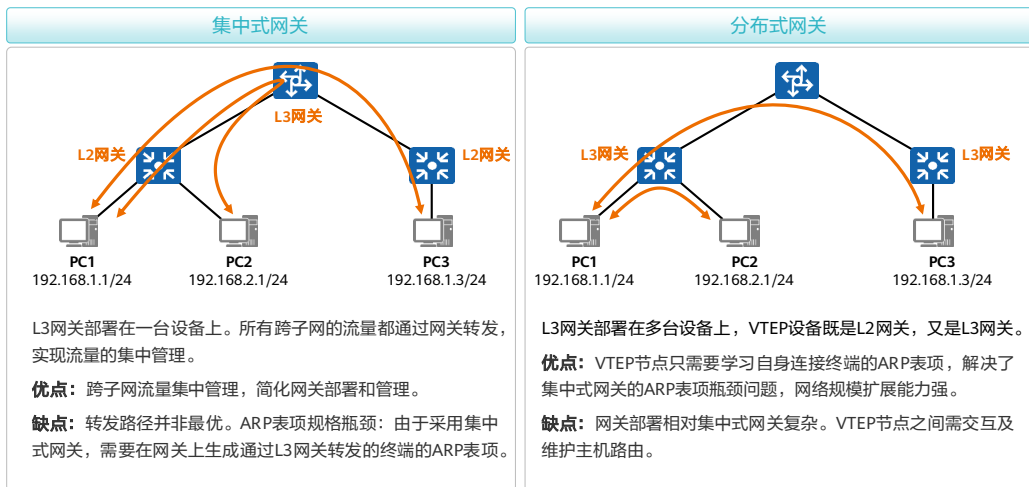 集中式网关
L3网关
L2网关
L2网关
PC1
192.168.1.1/24
PC2
192.168.2.1/24
PC3
192.168.1.3/24
L3网关部署在一台设备上。所有跨子网的流量都通过网关转发，
实现流量的集中管理。
优点：跨子网流量集中管理，简化网关部署和管理。
缺点：转发路径并非最优。ARP表项规格瓶颈：由于采用集中
式网关，需要在网关上生成通过L3网关转发的终端的ARP表项。
分布式网关
L3网关
L3网关
PC1
192.168.1.1/24
PC2
192.168.2.1/24
PC3
192.168.1.3/24
L3网关部署在多台设备上，VTEP设备既是L2网关，又是L3网关。
优点：VTEP节点只需要学习自身连接终端的ARP表项，解决了
集中式网关的ARP表项瓶颈问题，网络规模扩展能力强。
缺点：网关部署相对集中式网关复杂。VTEP节点之间需交互及
维护主机路由。